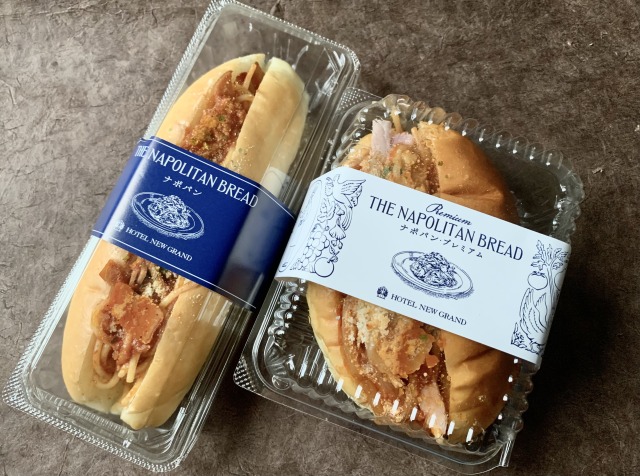 THE NAPOLITAN BREAD
ナポパン
HOTEL NEW GRAND
Premium
THE NAPOLITAN BREAD
ナポパン・プレミアム
HOTEL NEW GRAND